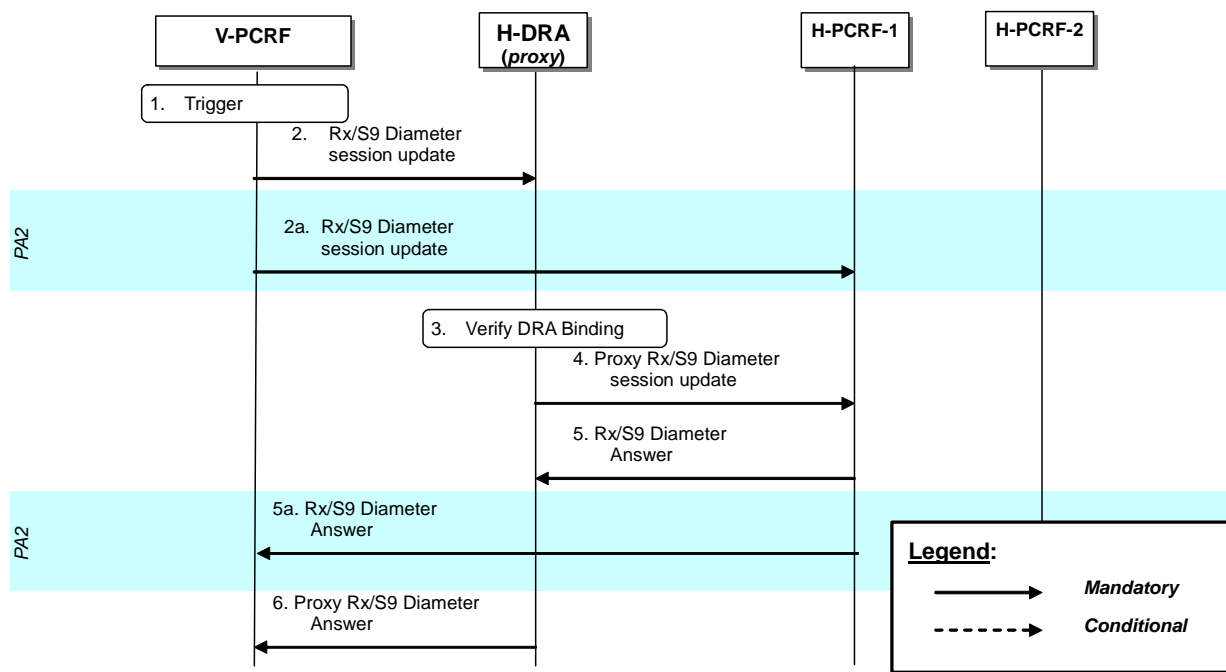 V-PCRF
H-DRA
(proxy)
H-PCRF-1
H-PCRF-2
1. Trigger
2. Rx/S9 Diameter
session update
PA2
2a. Rx/S9 Diameter
session update
3. Verify DRA Binding
4. Proxy Rx/S9 Diameter
session update
5. Rx/S9 Diameter
Answer
PA2
5a. Rx/S9 Diameter
Answer
6. Proxy Rx/S9 Diameter
Answer
Legend:
Mandatory
Conditional